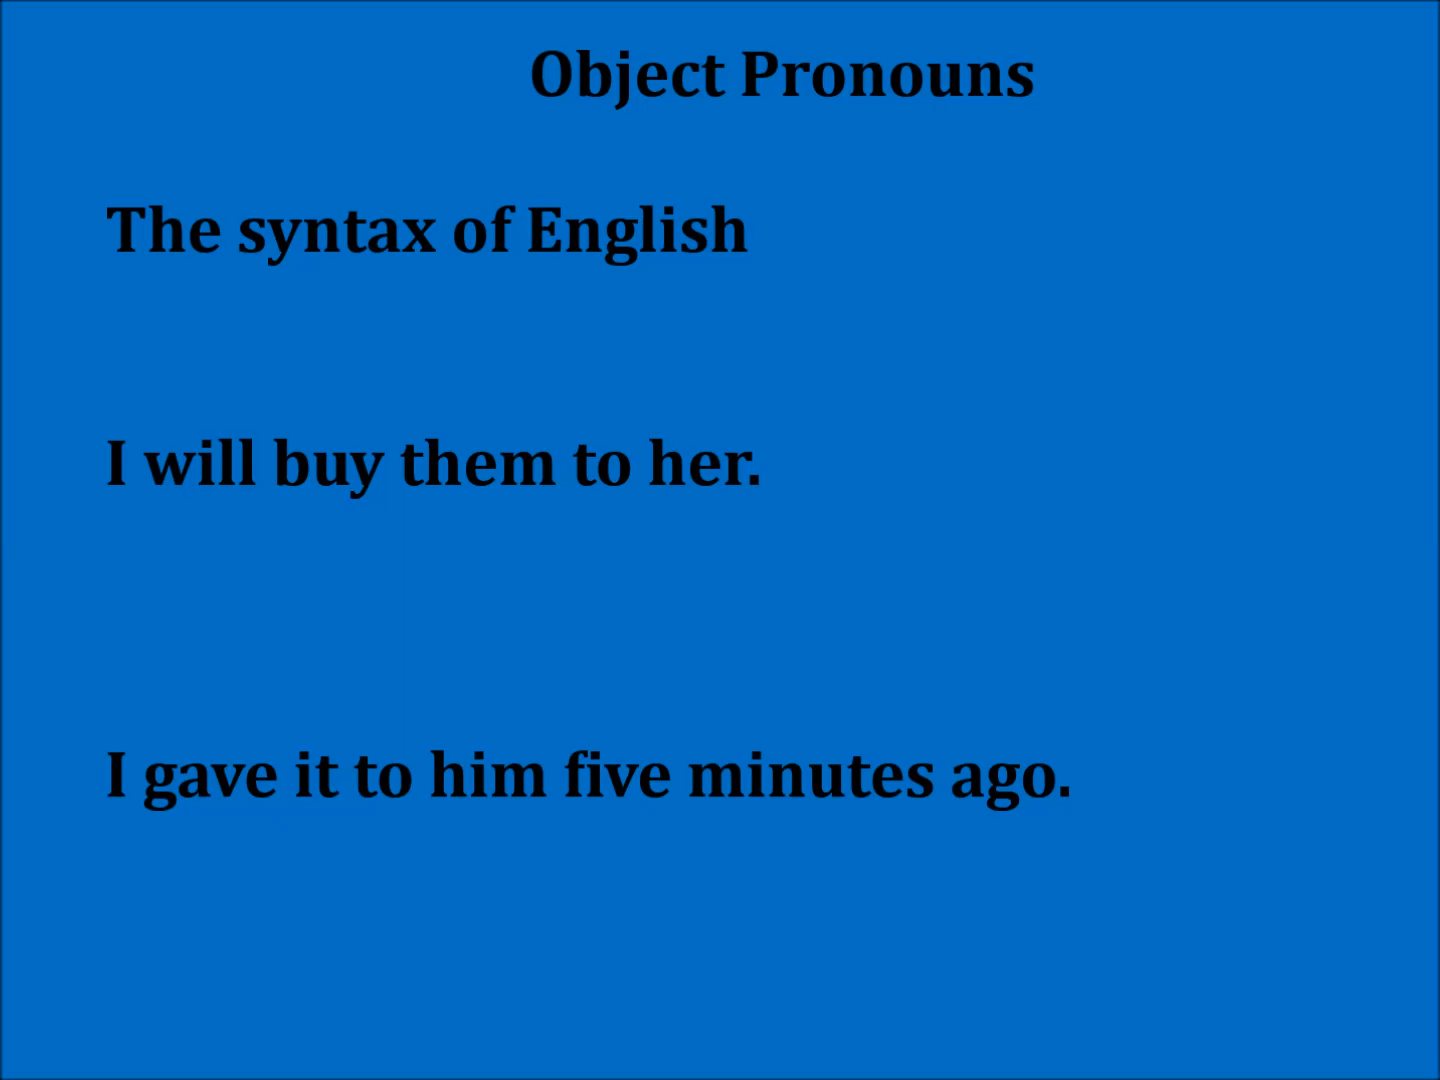 Object Pronouns
The syntax of English
I will buy them to her.
I gave it to him five minutes ago.